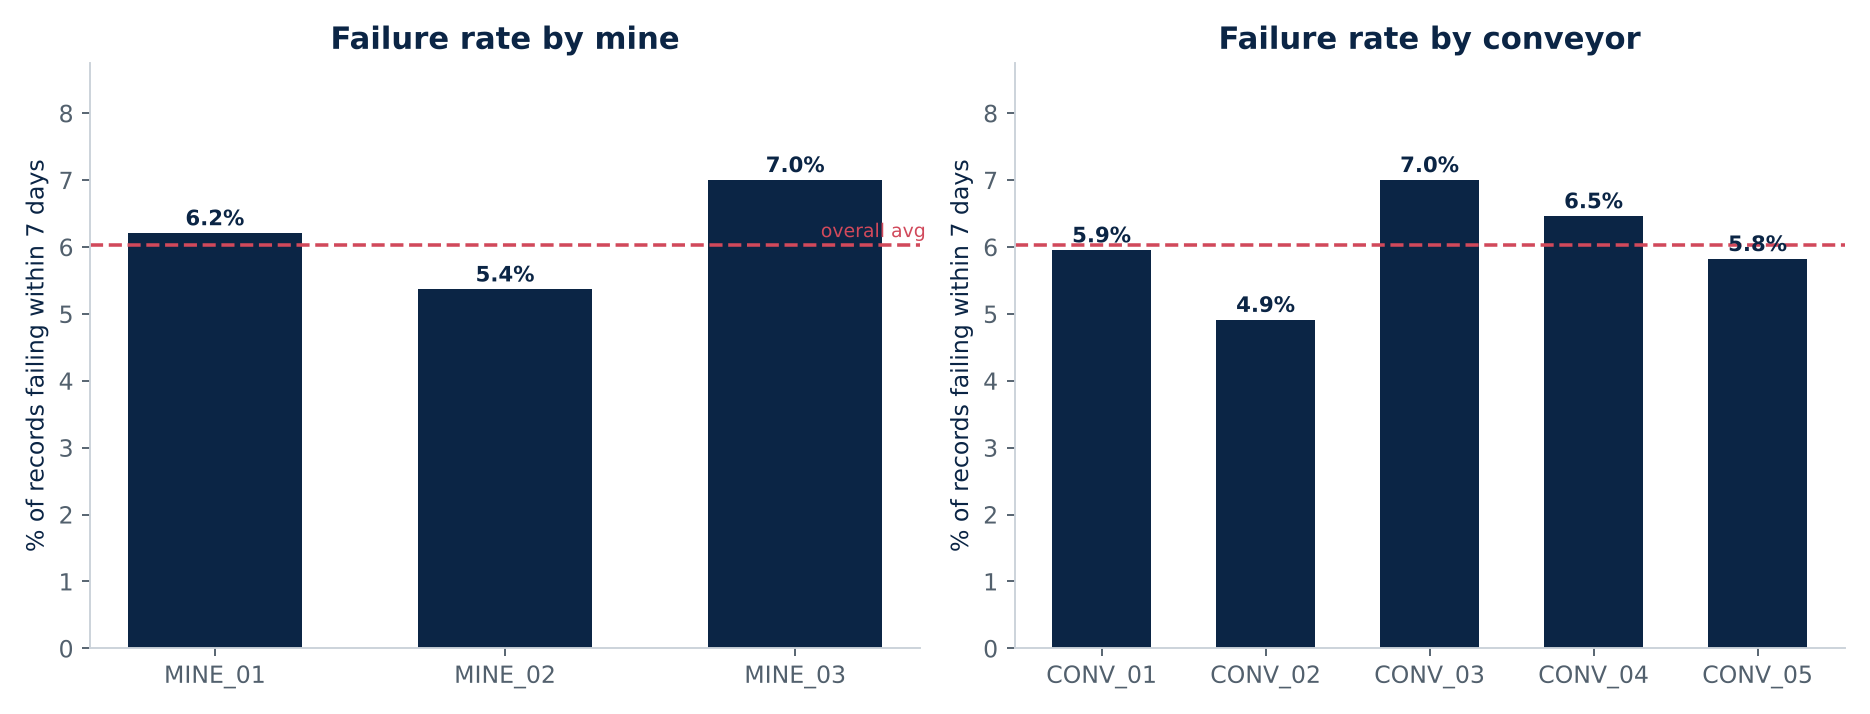 Failure rate by mine
% of records failing within 7 days
8
7
6
5
4
3
2
1
0
6.2%
5.4%
7.0%
overall avg
MINE_01
MINE_02
MINE_03
Failure rate by conveyor
% of records failing within 7 days
8
7
6
5
4
3
2
1
0
5.9%
4.9%
7.0%
6.5%
5.8%
CONV_01
CONV_02
CONV_03
CONV_04
CONV_05